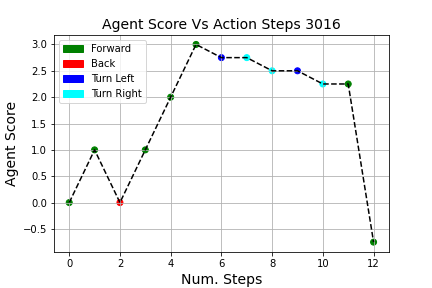 Agent Score Vs Action Steps 3016
Forward
Back
Turn Left
Turn Right
Agent Score
3.0
2.5
2.0
1.5
1.0
0.5
0.0
−0.5
0 2 4 6 8 10 12
Num. Steps